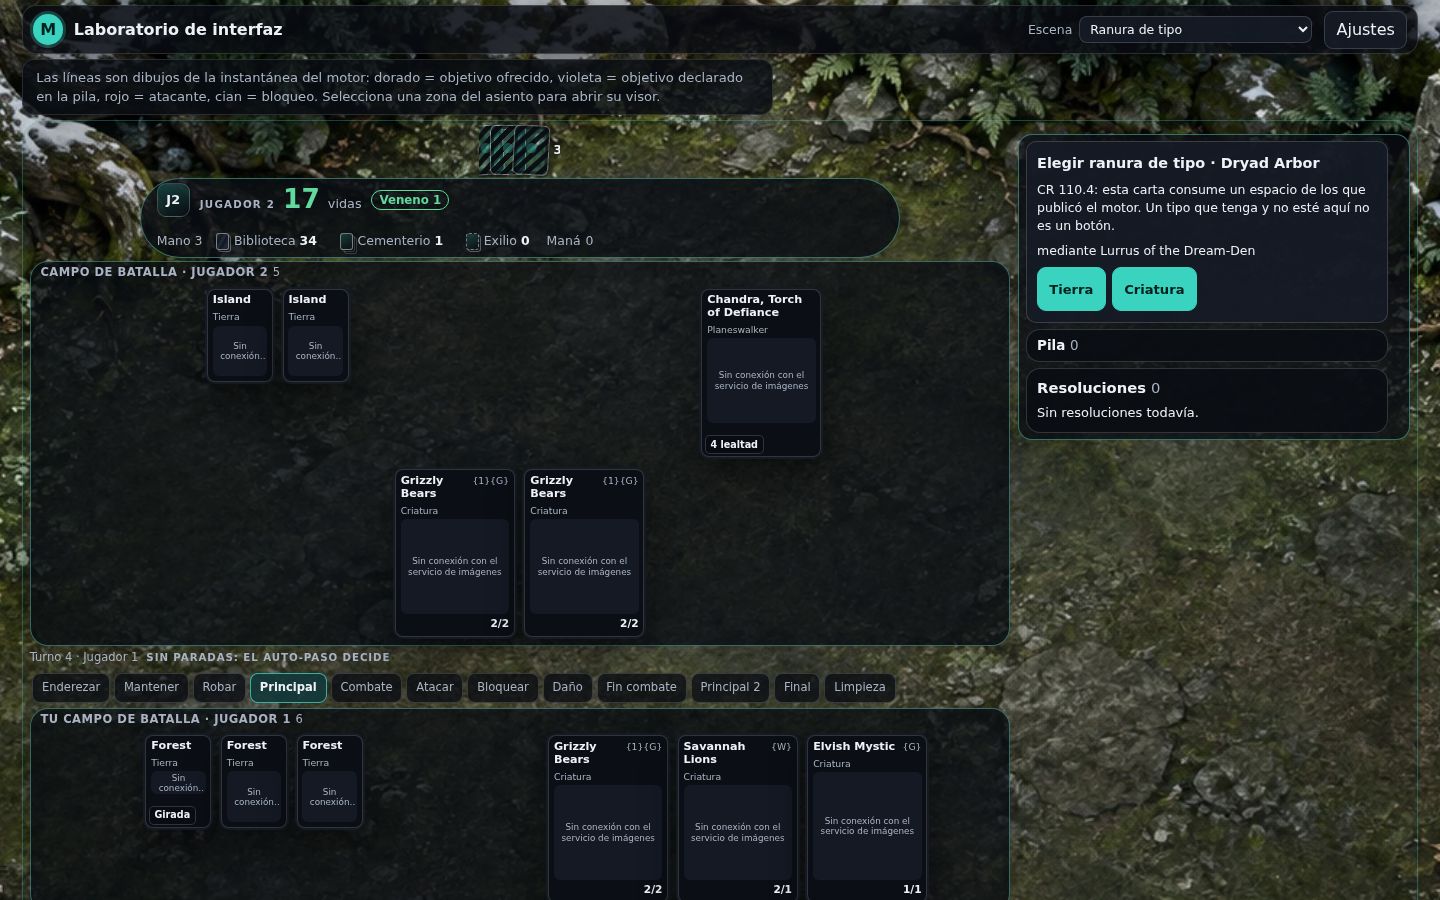 M Laboratorio de interfaz
Escena Ranura de tipo Ajustes
Las líneas son dibujos de la instantánea del motor: dorado = objetivo ofrecido, violeta = objetivo declarado
en la pila, rojo = atacante, cian = bloqueo. Selecciona una zona del asiento para abrir su visor.
3
J2 JUGADOR 2 17 vidas Veneno 1
Mano 3 Biblioteca 34 Cementerio 1 Exilio 0 Maná 0
CAMPO DE BATALLA · JUGADOR 2 5
Island
Tierra
Sin
conexión..
Island
Tierra
Sin
conexión..
Chandra, Torch
of Defiance
Planeswalker
Sin conexión con el
servicio de imágenes
4 lealtad
Grizzly
Bears
{1}{G}
Criatura
Sin conexión con el
servicio de imágenes
2/2
Grizzly
Bears
{1}{G}
Criatura
Sin conexión con el
servicio de imágenes
2/2
Turno 4 · Jugador 1 SIN PARADAS: EL AUTO-PASO DECIDE
Enderezar Mantener Robar Principal Combate Atacar Bloquear Daño Fin combate Principal 2 Final Limpieza
TU CAMPO DE BATALLA · JUGADOR 1 6
Forest
Tierra
Sin
conexión..
Girada
Forest
Tierra
Sin
conexión..
Forest
Tierra
Sin
conexión..
Grizzly
Bears
{1}{G}
Criatura
Sin conexión con el
servicio de imágenes
2/2
Savannah
Lions
{W}
Criatura
Sin conexión con el
servicio de imágenes
2/1
Elvish Mystic {G}
Criatura
Sin conexión con el
servicio de imágenes
1/1
Elegir ranura de tipo · Dryad Arbor
CR 110.4: esta carta consume un espacio de los que
publicó el motor. Un tipo que tenga y no esté aquí no
es un botón.
mediante Lurrus of the Dream-Den
Tierra Criatura
Pila 0
Resoluciones 0
Sin resoluciones todavía.